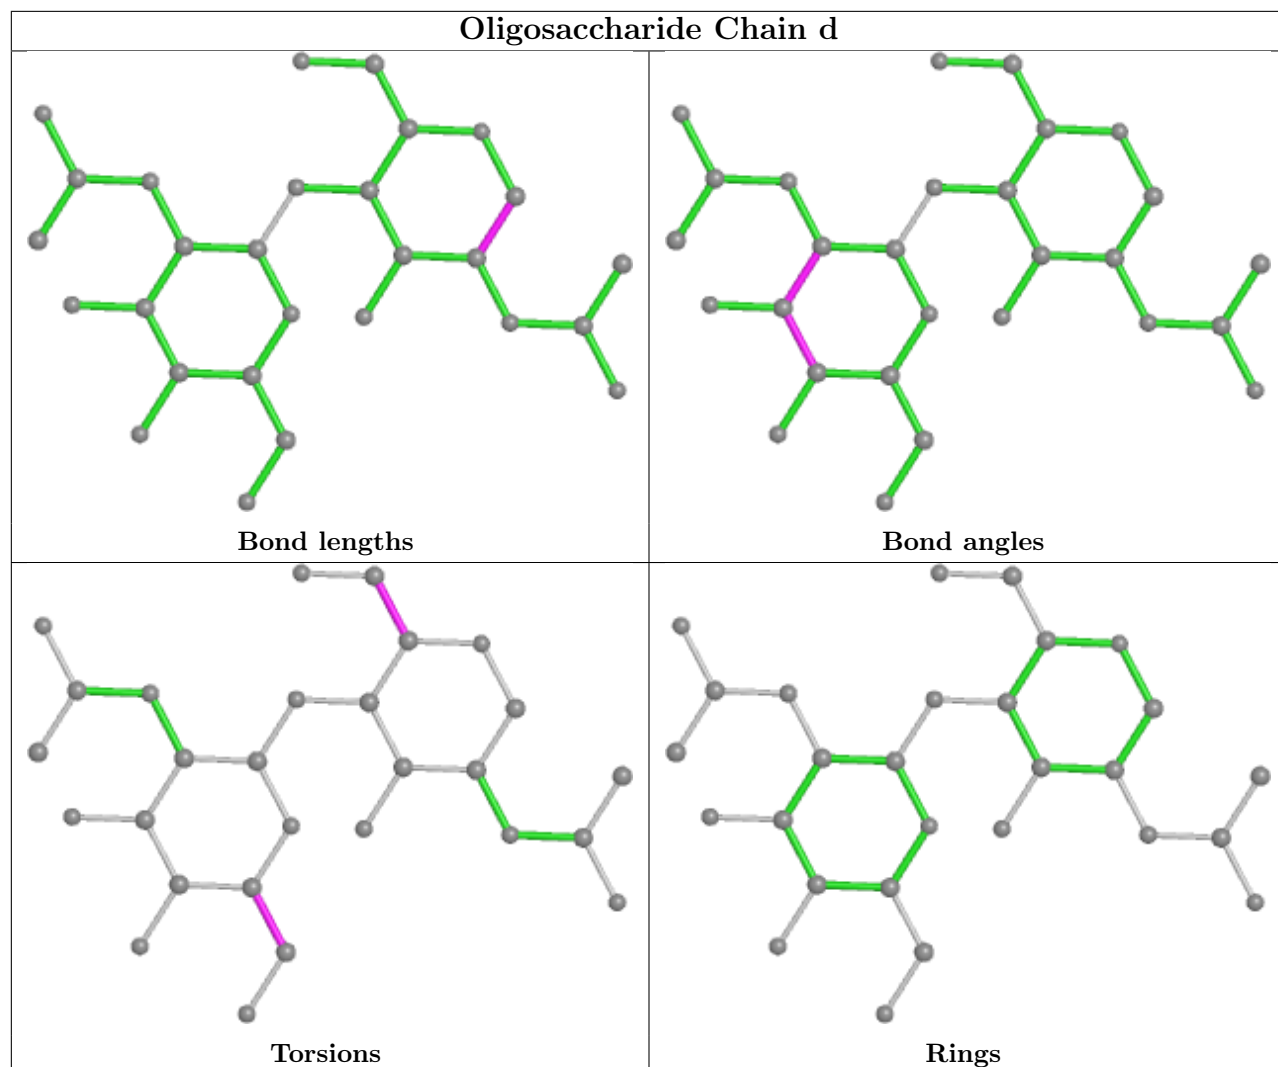 Oligosaccharide Chain d
Bond lengths
Bond angles
Torsions
Rings